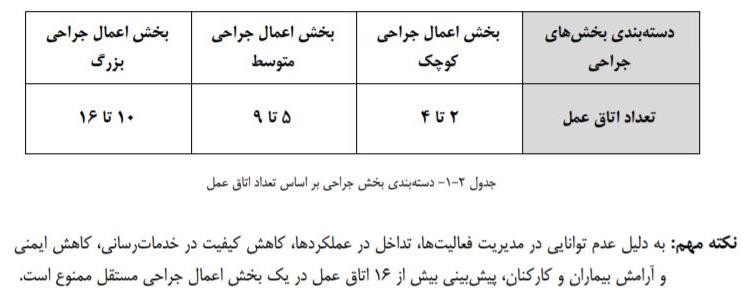 دسته‌بندی بخش‌های
جراحی
بخش اعمال جراحی
کوچک
بخش اعمال جراحی
متوسط
بخش اعمال جراحی
بزرگ
تعداد اتاق عمل
۲ تا ۴
۵ تا ۹
۱۰ تا ۱۶
جدول ۲-۱- دسته‌بندی بخش جراحی بر اساس تعداد اتاق عمل
نکته مهم: به دلیل عدم توانایی در مدیریت فعالیت‌ها، تداخل در عملکردها، کاهش کیفیت در خدمات‌رسانی، کاهش ایمنی
و آرامش بیماران و کارکنان، پیش‌بینی بیش از ۱۶ اتاق عمل در یک بخش اعمال جراحی مستقل ممنوع است.